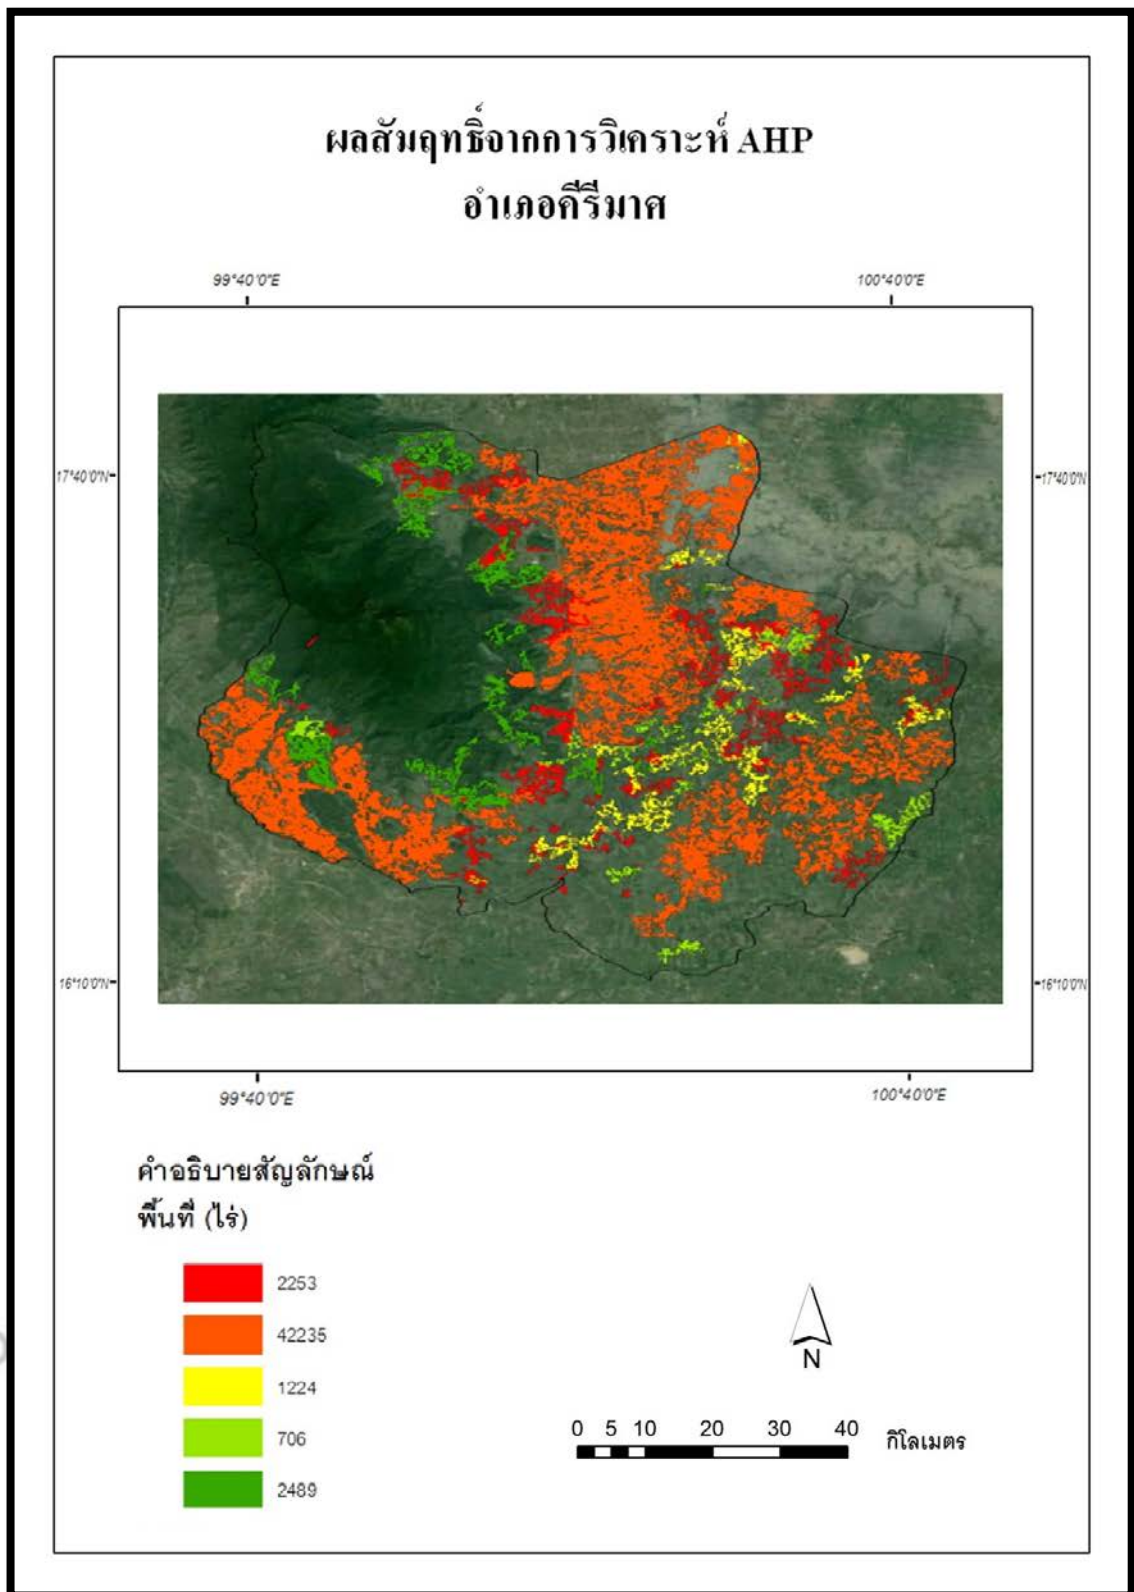 ผลสัมฤทธิ์จากการวิเคราะห์ AHP
อำเภอคีรีมาศ
99°40'0"E 100°40'0"E
17°40'0"N 17°40'0"N
16°10'0"N 16°10'0"N
99°40'0"E 100°40'0"E
คำอธิบายสัญลักษณ์
พื้นที่ (ไร่)
2253
42235
1224
706
2489
N
0 5 10 20 30 40
กิโลเมตร